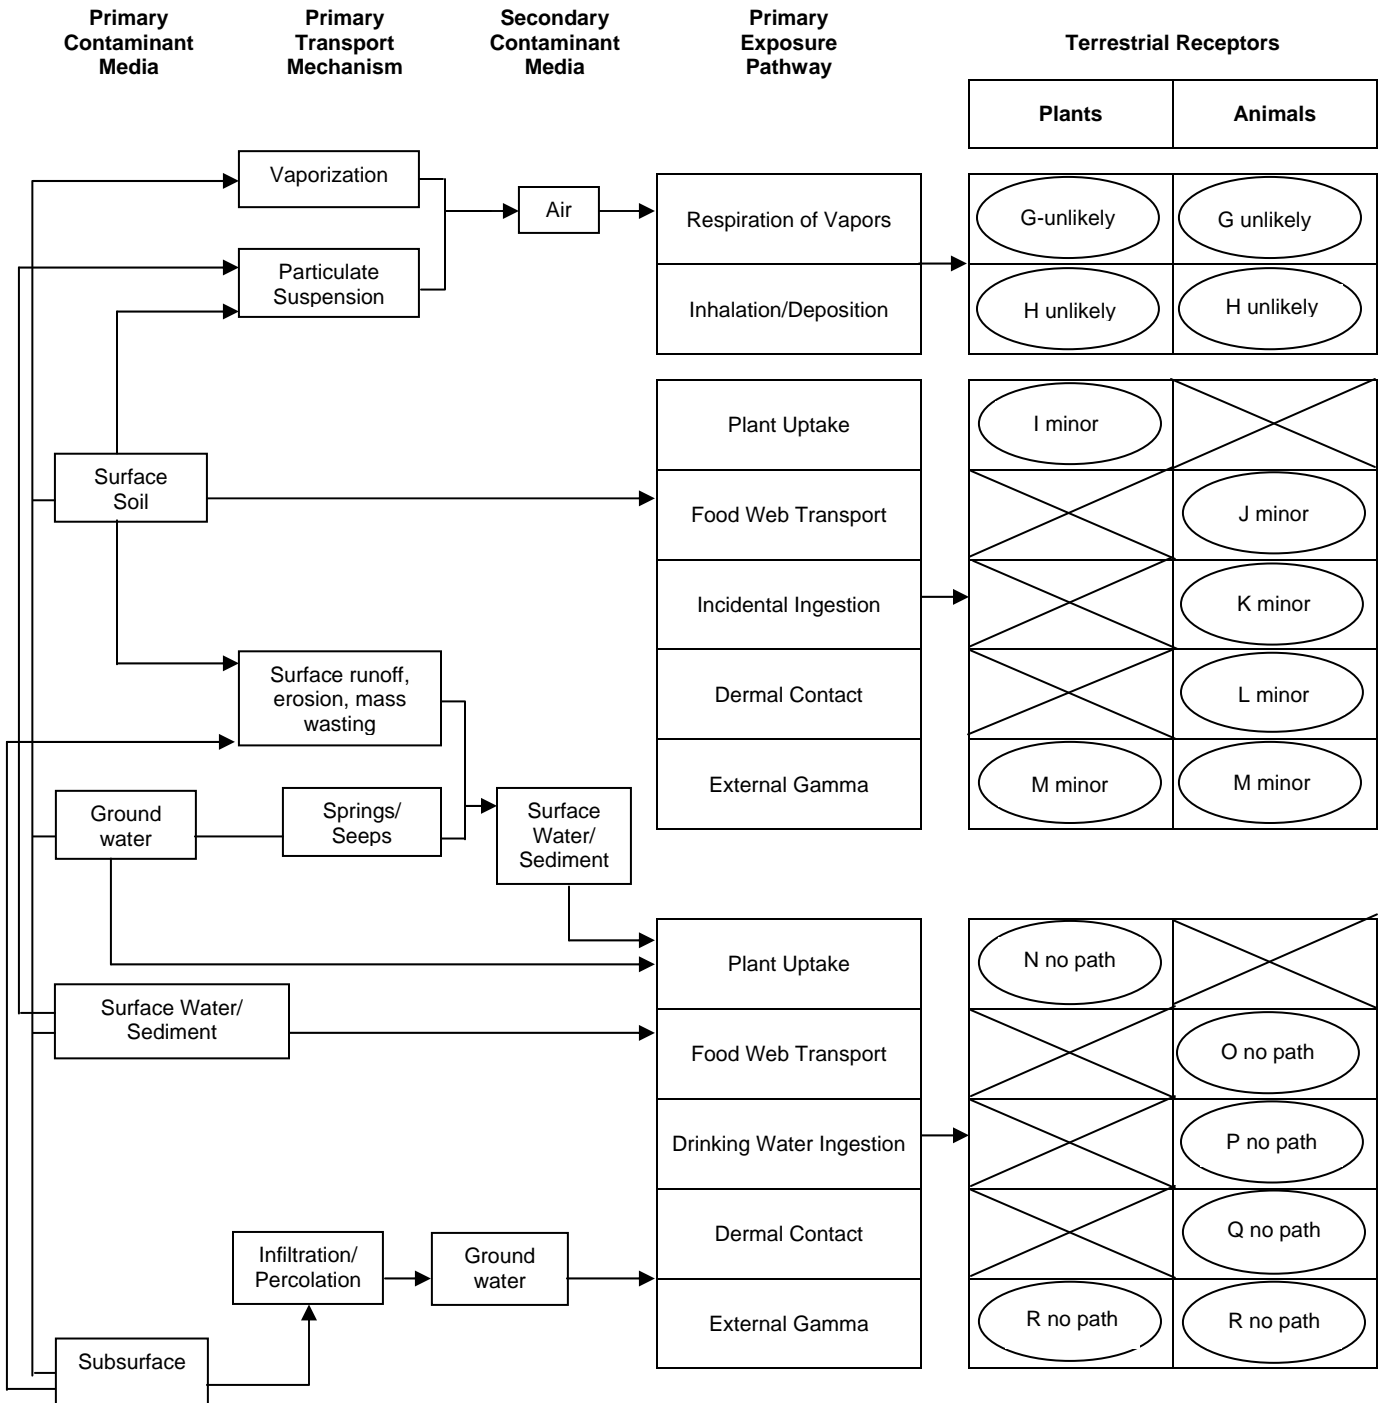 Primary
Contaminant
Media
Primary
Transport
Mechanism
Secondary
Contaminant
Media
Primary
Exposure
Pathway
Terrestrial Receptors
Plants
Animals
Vaporization
Air
Respiration of Vapors
G-unlikely
G unlikely
Particulate
Suspension
Inhalation/Deposition
H unlikely
H unlikely
Plant Uptake
I minor
Surface
Soil
Food Web Transport
J minor
Incidental Ingestion
K minor
Surface runoff,
erosion, mass
wasting
Dermal Contact
L minor
External Gamma
M minor
M minor
Ground
water
Springs/
Seeps
Surface
Water/
Sediment
Plant Uptake
N no path
Surface Water/
Sediment
Food Web Transport
O no path
Drinking Water Ingestion
P no path
Infiltration/
Percolation
Ground
water
Dermal Contact
Q no path
External Gamma
R no path
R no path
Subsurface